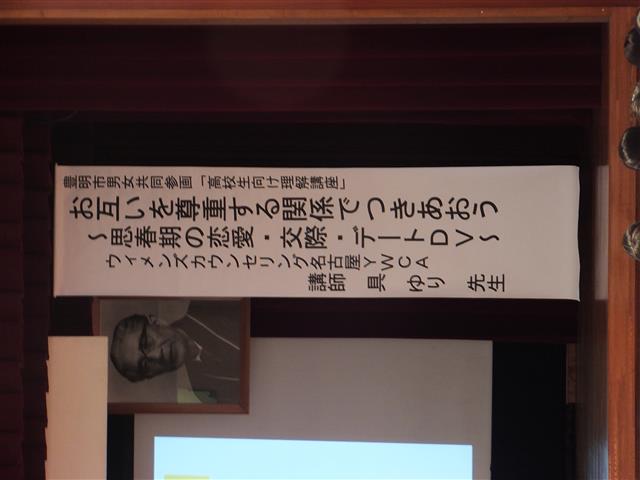 豊明市男女共同参画「高校生向け理解講座」
お互いを尊重する関係でつきあおう
～思春期の恋愛・交際・デートDV～
ウィメンズカウンセリング名古屋YWCA
講師　具　ゆり　先生